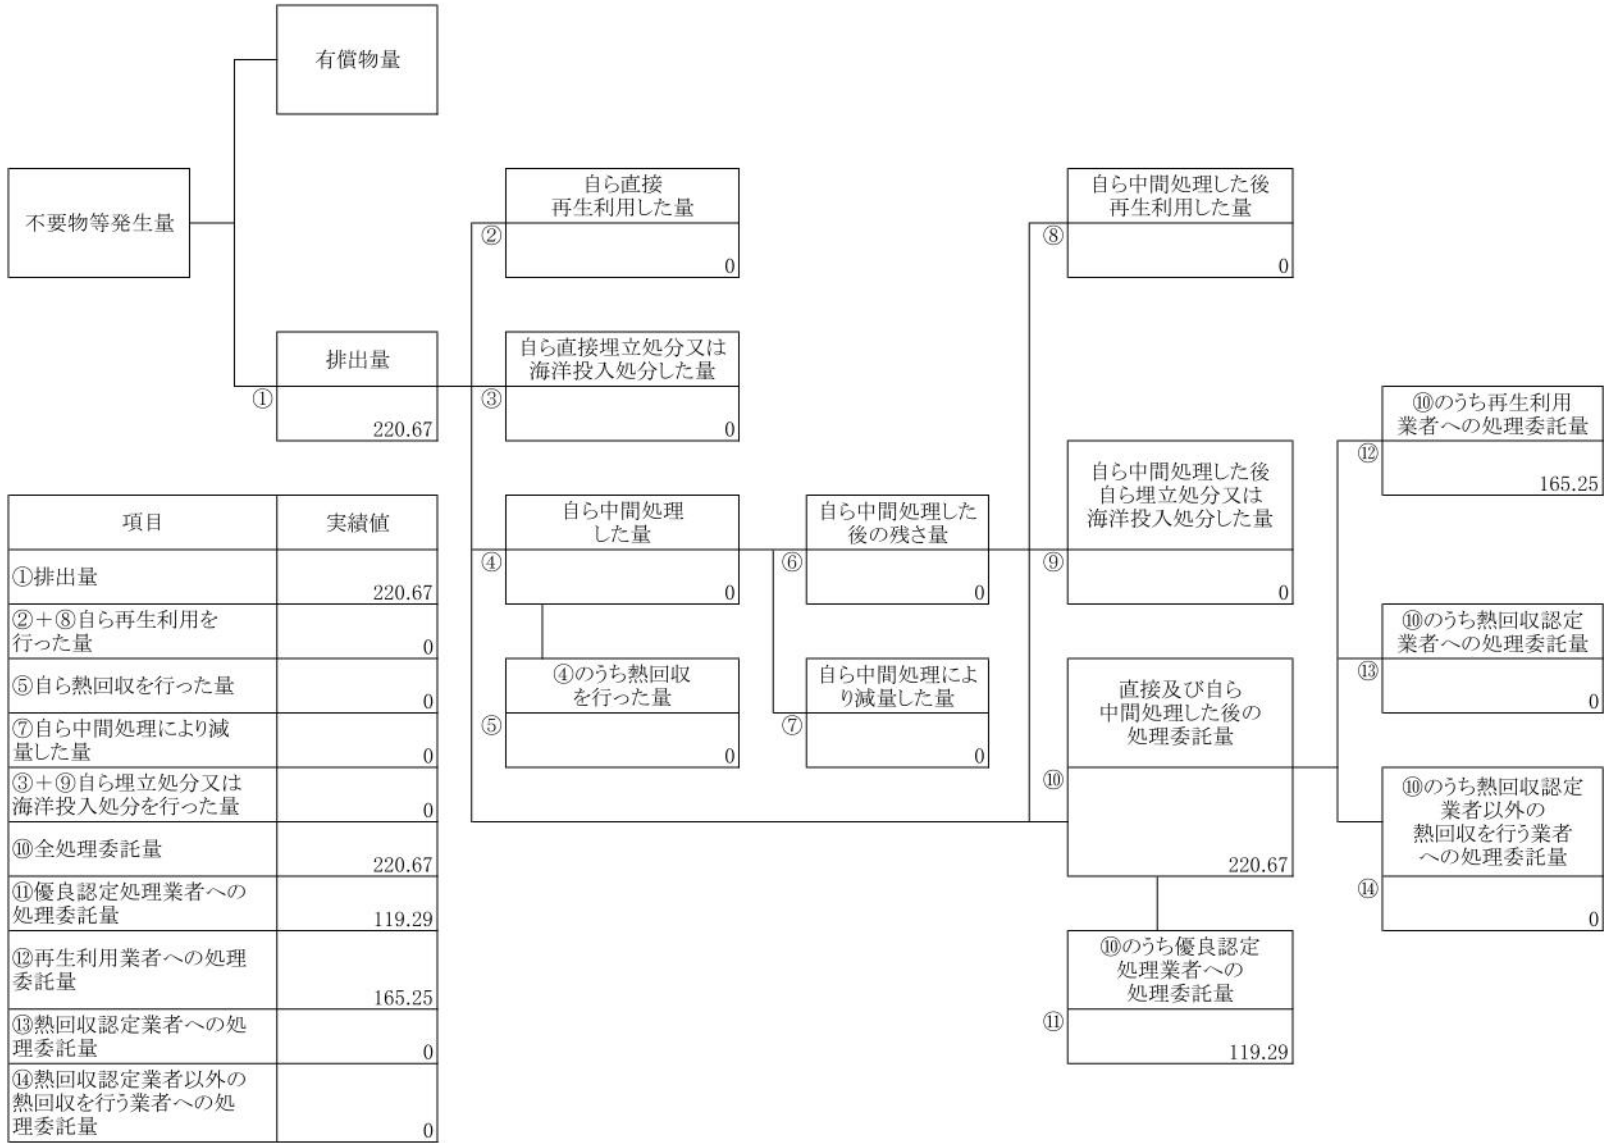 有償物量
不要物等発生量
排出量
①
220.67
自ら直接
再生利用した量
②
0
自ら直接埋立処分又は
海洋投入処分した量
③
0
自ら中間処理
した量
④
0
④のうち熱回収
を行った量
⑤
0
自ら中間処理した
後の残さ量
⑥
0
自ら中間処理によ
り減量した量
⑦
0
自ら中間処理した後
再生利用した量
⑧
0
自ら中間処理した後
自ら埋立処分又は
海洋投入処分した量
⑨
0
直接及び自ら
中間処理した後の
処理委託量
⑩
220.67
⑩のうち優良認定
処理業者への
処理委託量
⑪
119.29
⑩のうち再生利用
業者への処理委託量
⑫
165.25
⑩のうち熱回収認定
業者への処理委託量
⑬
0
⑩のうち熱回収認定
業者以外の
熱回収を行う業者
への処理委託量
⑭
0
項目 実績値
①排出量
220.67
②+⑧自ら再生利用を
行った量
0
⑤自ら熱回収を行った量
0
⑦自ら中間処理により減
量した量
0
③+⑨自ら埋立処分又は
海洋投入処分を行った量
0
⑩全処理委託量
220.67
⑪優良認定処理業者への
処理委託量
119.29
⑫再生利用業者への処理
委託量
165.25
⑬熱回収認定業者への処
理委託量
0
⑭熱回収認定業者以外の
熱回収を行う業者への処
理委託量
0